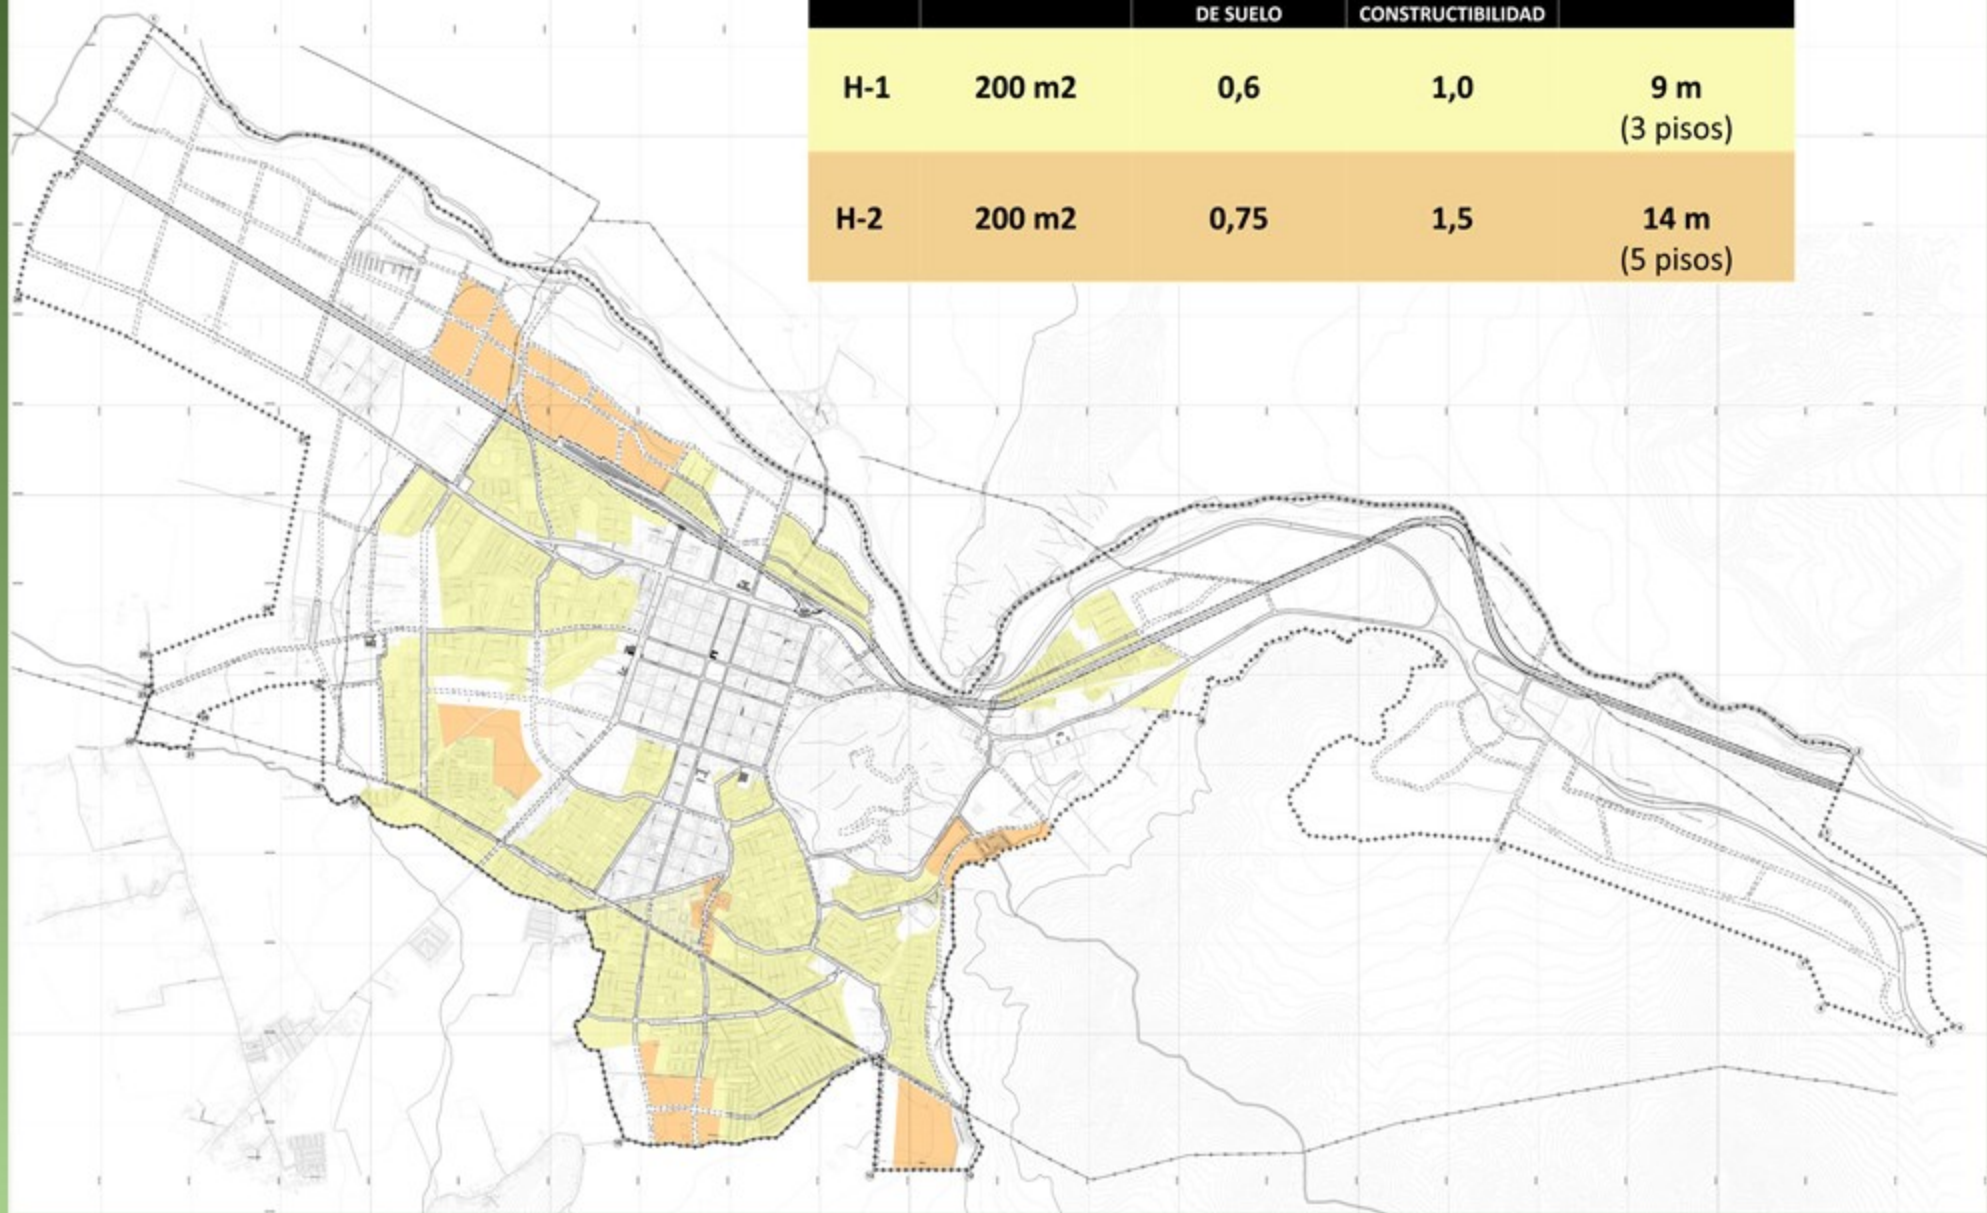 DE SUELO CONSTRUCTIBILIDAD
H-1 200 m2 0,6 1,0 9 m
(3 pisos)
H-2 200 m2 0,75 1,5 14 m
(5 pisos)